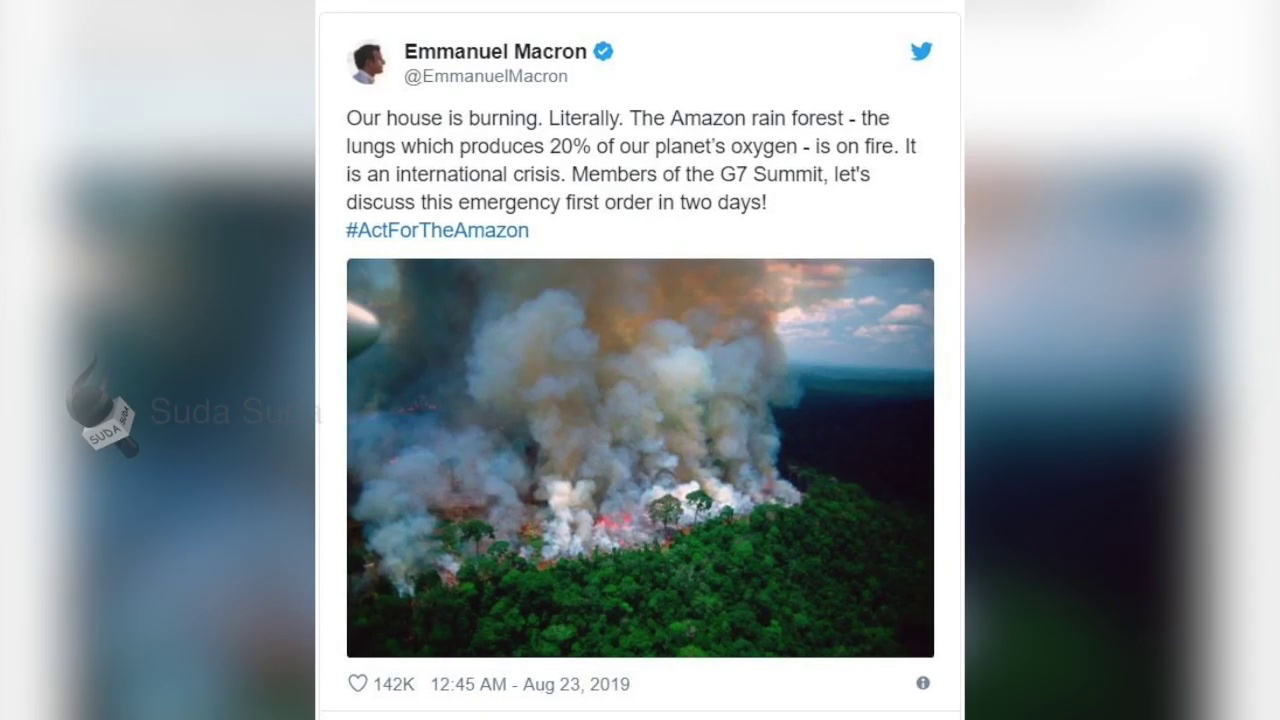 Emmanuel Macron
@EmmanuelMacron
Our house is burning. Literally. The Amazon rain forest - the
lungs which produces 20% of our planet’s oxygen - is on fire. It
is an international crisis. Members of the G7 Summit, let's
discuss this emergency first order in two days!
#ActForTheAmazon
Suda Suda
SUDA SUDA
142K 12:45 AM - Aug 23, 2019